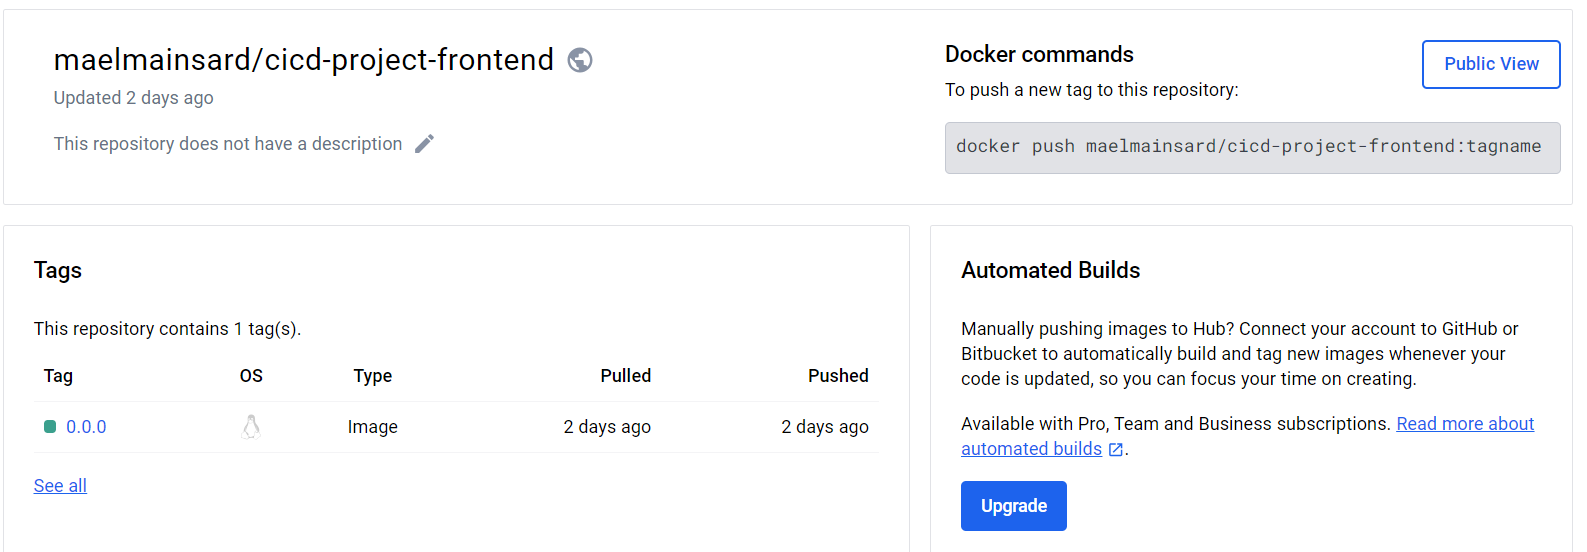 maelmainsard/cicd-project-frontend
Updated 2 days ago
This repository does not have a description
Docker commands
To push a new tag to this repository:
Public View
docker push maelmainsard/cicd-project-frontend:tagname
Tags
This repository contains 1 tag(s).
Tag OS Type Pulled Pushed
0.0.0 Image 2 days ago 2 days ago
See all
Automated Builds
Manually pushing images to Hub? Connect your account to GitHub or
Bitbucket to automatically build and tag new images whenever your
code is updated, so you can focus your time on creating.
Available with Pro, Team and Business subscriptions. Read more about
automated builds.
Upgrade